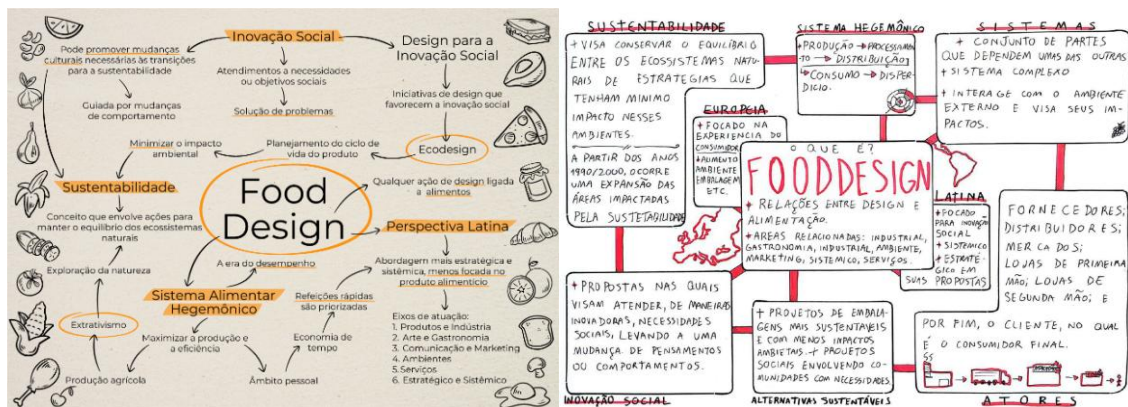 Inovação Social
Pode promover mudanças
culturais necessárias às transições
para a sustentabilidade
Guiada por mudanças
de comportamento
Atendimentos a necessidades
ou objetivos sociais
Solução de problemas
Design para a
Inovação Social
Iniciativas de design que
favorecem a inovação social
Ecodesign
Planejamento do ciclo de
vida do produto
Minimizar o impacto
ambiental
Sustentabilidade
Conceito que envolve ações para
manter o equilíbrio dos ecossistemas
naturais
Food
Design
Qualquer ação de design ligada
a alimentos
Perspectiva Latina
Abordagem mais estratégica e
sistêmica, menos focada no
produto alimentício
Eixos de atuação:
1. Produtos e Indústria
2. Arte e Gastronomia
3. Comunicação e Marketing
4. Ambientes
5. Serviços
6. Estratégico e Sistêmico
A era do desempenho
Sistema Alimentar
Hegemônico
Refeições rápidas
são priorizadas
Economia de
tempo
Âmbito pessoal
Maximizar a produção e
a eficiência
Produção agrícola
Extrativismo
Exploração da natureza
SUSTENTABILIDADE
+ VISA CONSERVAR O EQUILÍBRIO
ENTRE OS ECOSSISTEMAS NATU-
RAIS DE ESTRATEGIAS QUE
TENHAM MINIMO
IMPACTO NESSES
AMBIENTES.
A PARTIR DOS ANOS
1990/2000, OCORRE
UMA EXPANSÃO DAS
ÁREAS IMPACTADAS
PELA SUSTETABILIDADE
SISTEMA HEGEMÔNICO
+ PRODUÇÃO → PROCESSAMEN-
TO → DISTRIBUIÇÃO
↳ CONSUMO → DISPER-
DICIO.
SISTEMAS
+ CONJUNTO DE PARTES
QUE DEPENDEM UMAS DAS OUTRAS
+ SISTEMA COMPLEXO
+ INTERAGE COM O AMBIENTE
EXTERNO E VISA SEUS IM-
PACTOS.
EUROPEIA
+ FOCADO NA
EXPERIENCIA DO
CONSUMIDOR
+ AUMENTO
AMBIENTE
EMBALAGEM
ETC.
O QUE É?
FOODDESIGN
+ RELAÇÕES ENTRE DESIGN E
ALIMENTAÇÃO.
+ AREAS RELACIONADAS: INDUSTRIAL,
GASTRONOMIA, INDUSTRIAL, AMBIENTE,
MARKETING, SISTEMICO, SERVIÇOS.
LATINA
+ FOCADO
PARA INOVAÇÃO
SOCIAL
+ SISTEMICO
+ ESTRATÉ-
GICO EM
SUAS PROPOSTAS
FORNECEDORES;
DISTRIBUIDORES;
MERCADOS;
LOJAS DE PRIMEIRA
MÃO; LOJAS DE
SEGUNDA MÃO; E
POR FIM, O CLIENTE, NO QUAL
É O CONSUMIDOR FINAL.
ATORES
+ PROPOSTAS NAS QUAIS
VISAM ATENDER, DE MANEIRAS
INOVADORAS, NECESSIDADES
SOCIAIS, LEVANDO A UMA
MUDANÇA DE PENSAMENTOS
OU COMPORTAMENTOS.
INOVAÇÃO SOCIAL
+ PROJETOS DE EMBALA-
GENS MAIS SUSTENTAVEIS
E COM MENOS IMPACTOS
AMBIETAIS. + PROJETOS
SOCIAIS ENVOLVENDO CO-
MUNIDADES COM NECESSIDADES.
ALTERNATIVAS SUSTENTÁVEIS